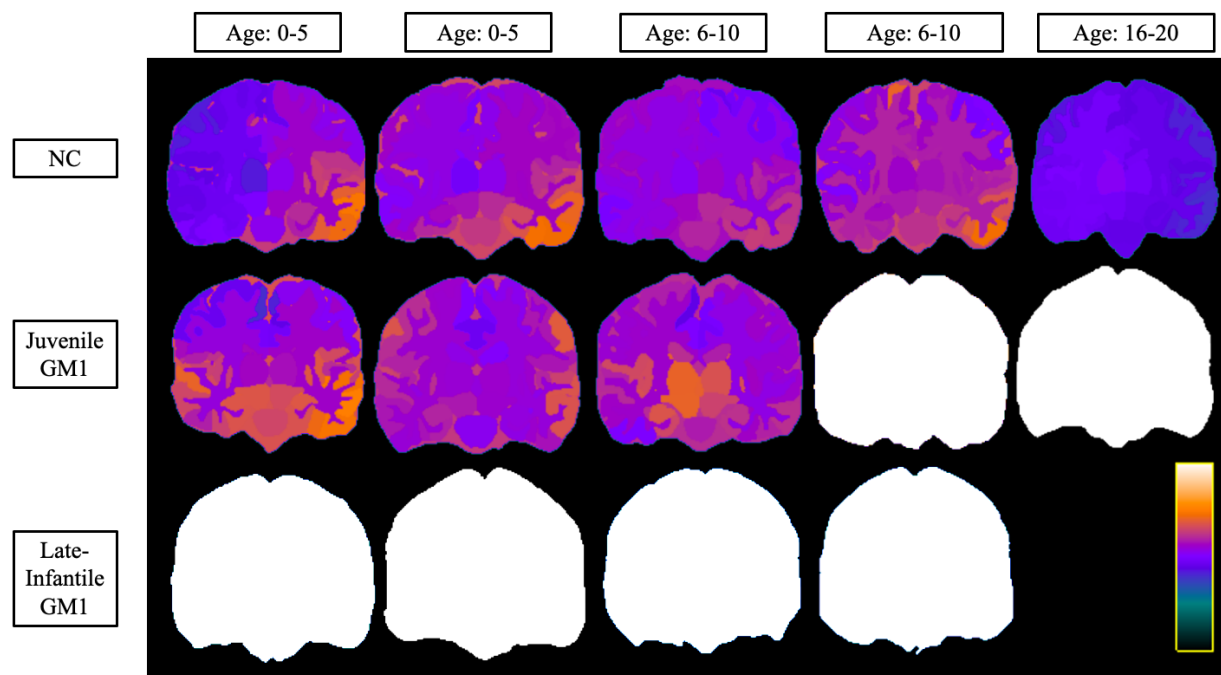 Age: 0-5
Age: 0-5
Age: 6-10
Age: 6-10
Age: 16-20
NC
Juvenile
GM1
Late-
Infantile
GM1